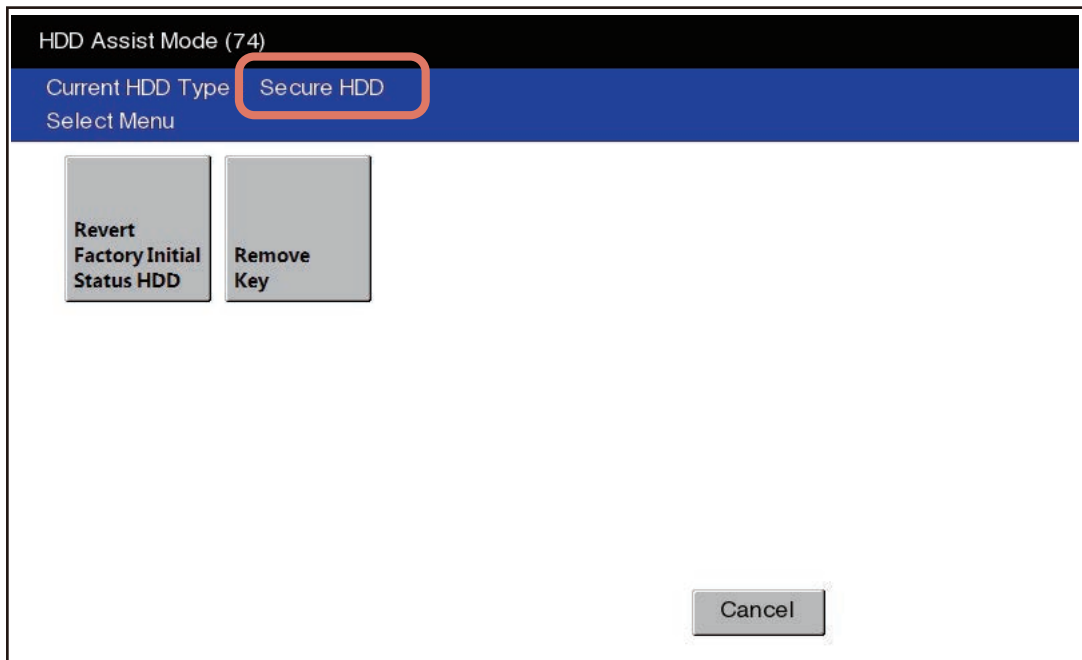 HDD Assist Mode (74)
Current HDD Type Secure HDD
Select Menu
Revert
Factory Initial
Status HDD
Remove
Key
Cancel